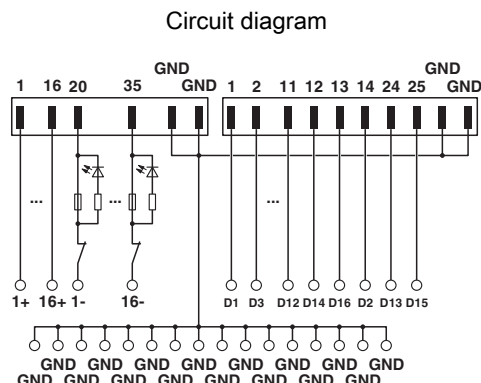 Circuit diagram
GND GND
1 16 20 35 GND 1 2 11 12 13 14 24 25 GND
... ... ...
1+ 16+ 1- 16- D1 D3 D12 D14 D16 D2 D13 D15
GND GND GND GND GND GND GND GND
GND GND GND GND GND GND GND GND